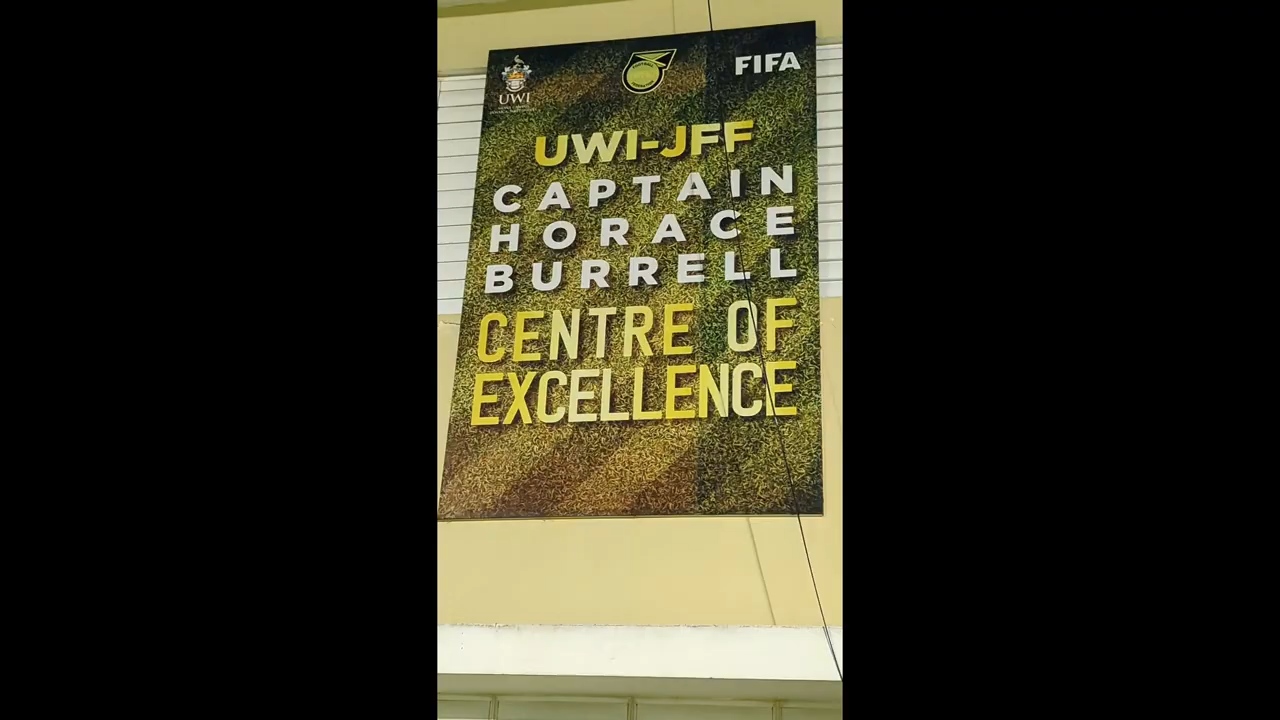 UWI
FIFA
UWI-JFF
CAPTAIN
HORACE
BURRELL
CENTRE OF
EXCELLENCE